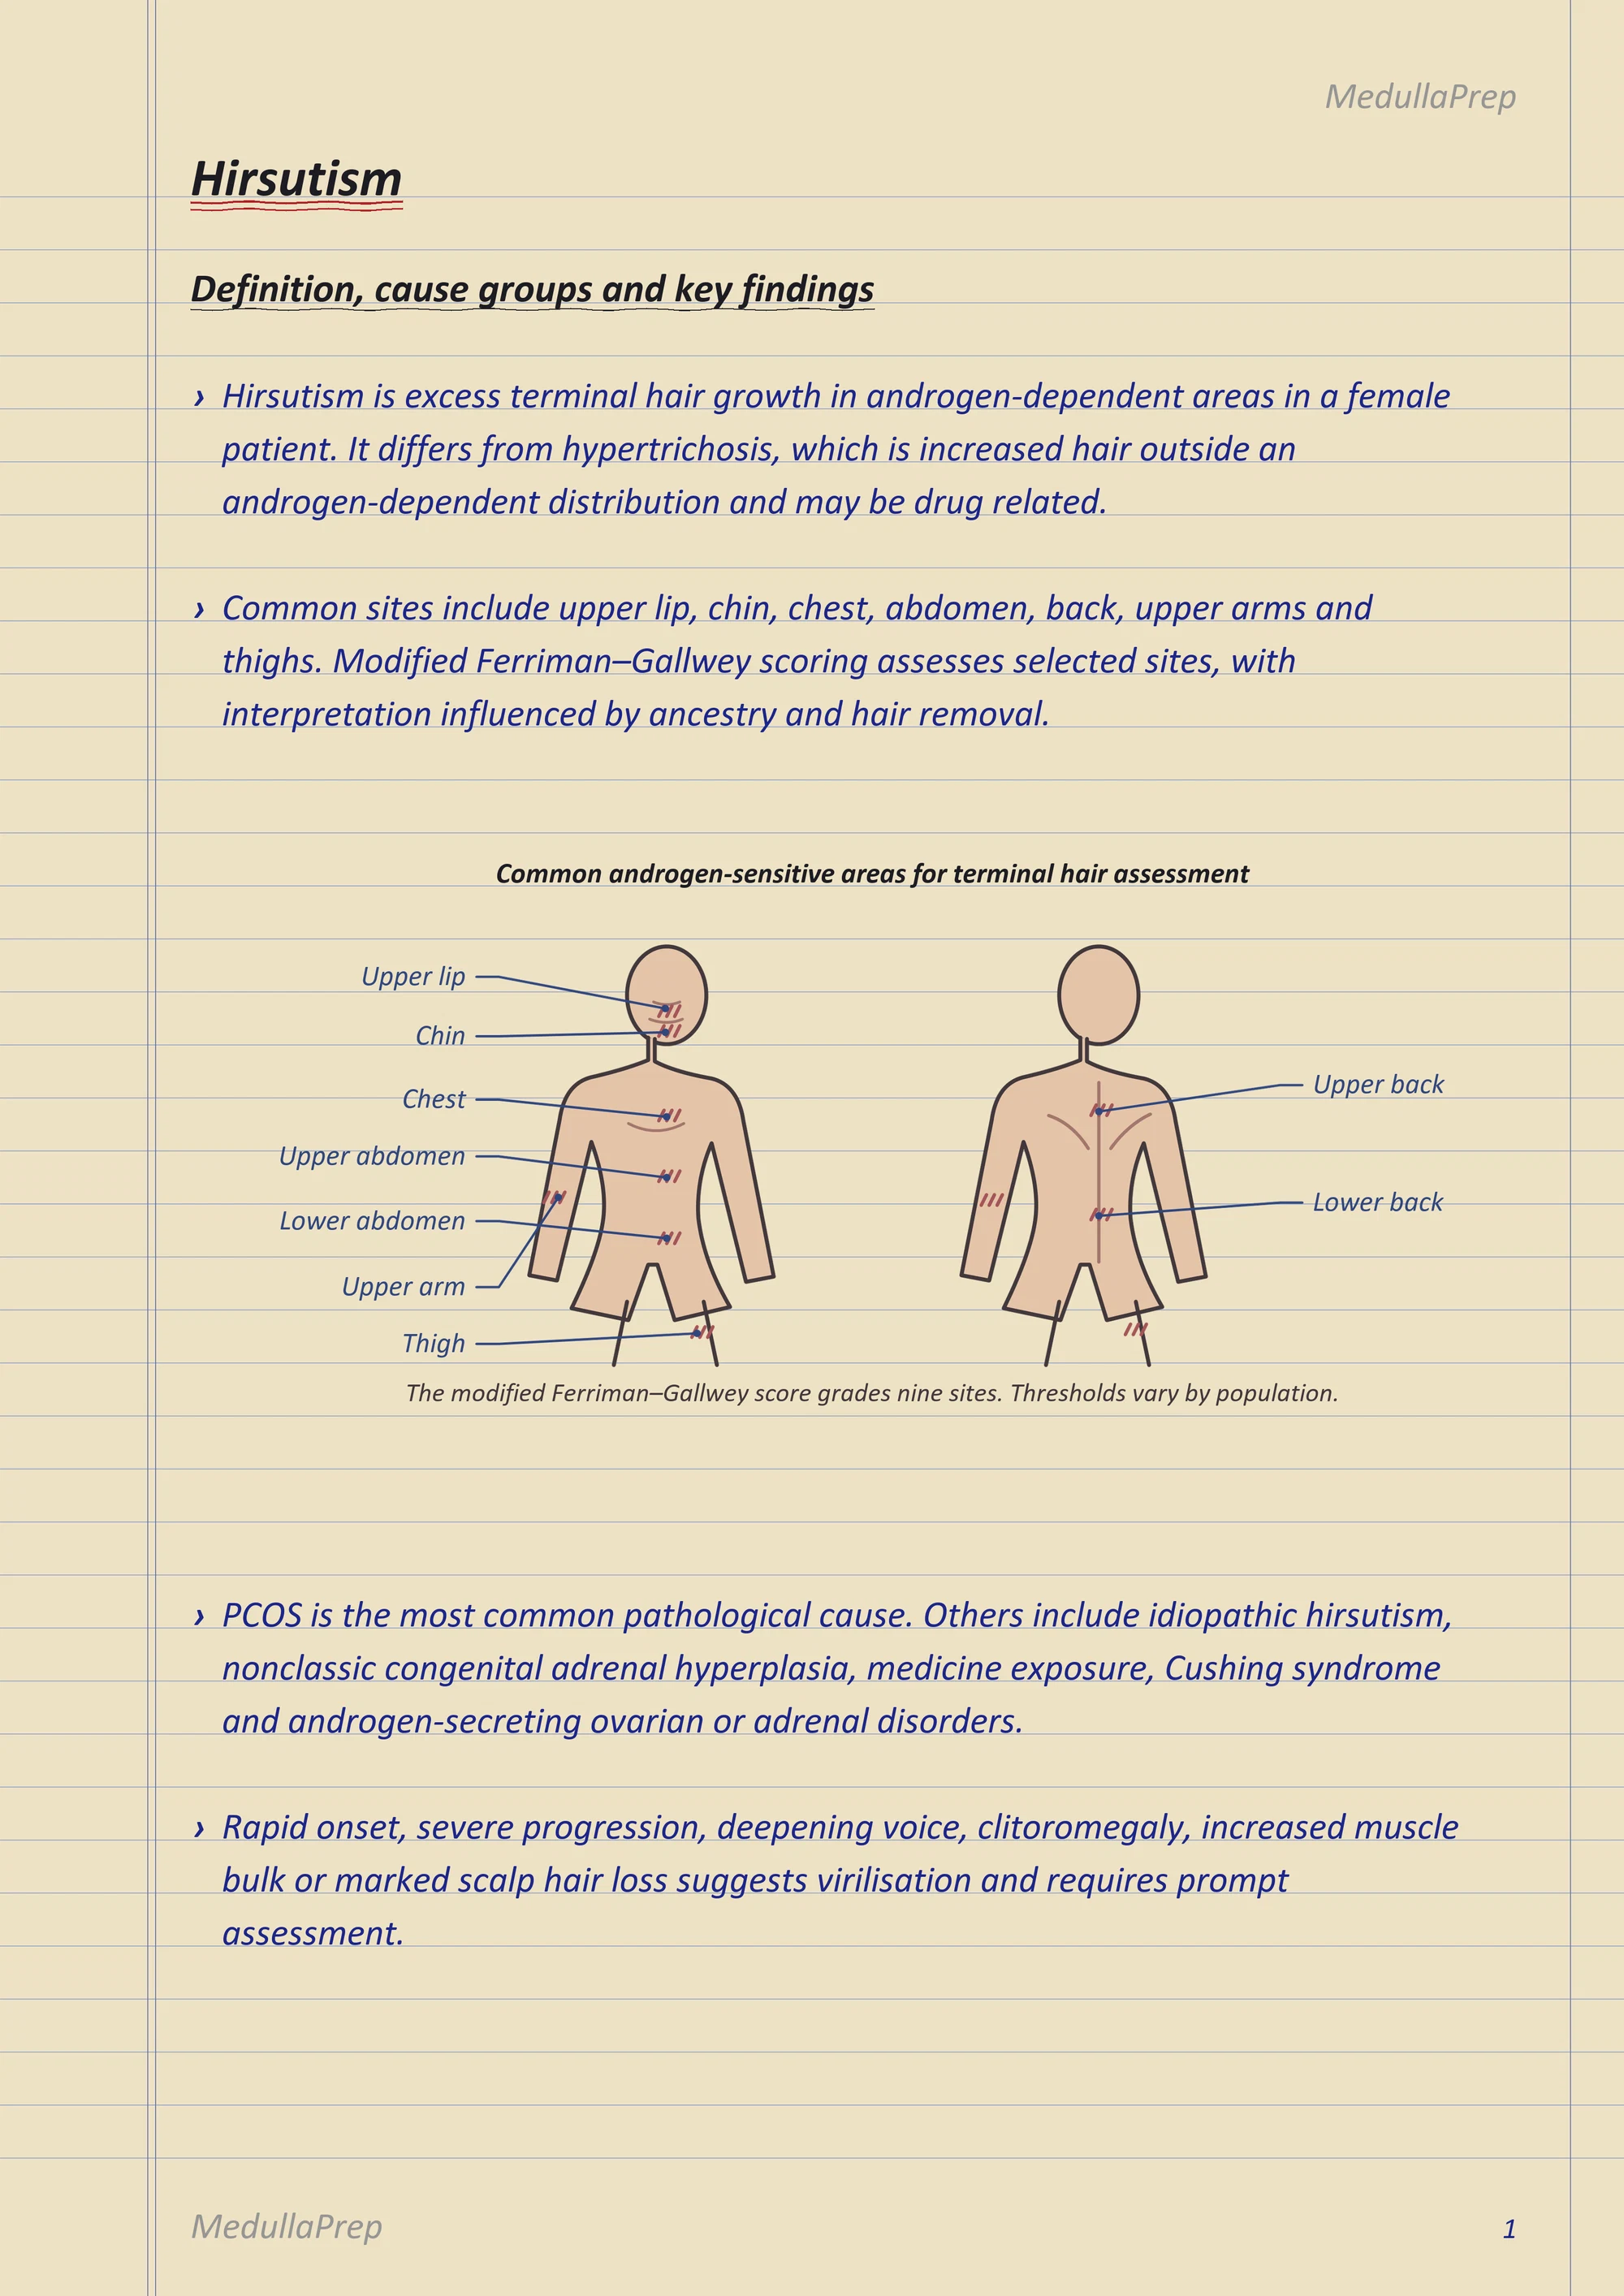 MedullaPrep
Hirsutism
Definition, cause groups and key findings
› Hirsutism is excess terminal hair growth in androgen-dependent areas in a female
patient. It differs from hypertrichosis, which is increased hair outside an
androgen-dependent distribution and may be drug related.
› Common sites include upper lip, chin, chest, abdomen, back, upper arms and
thighs. Modified Ferriman–Gallwey scoring assesses selected sites, with
interpretation influenced by ancestry and hair removal.
Common androgen-sensitive areas for terminal hair assessment
Upper lip
Chin
Chest
Upper abdomen
Lower abdomen
Upper arm
Thigh
Upper back
Lower back
The modified Ferriman–Gallwey score grades nine sites. Thresholds vary by population.
› PCOS is the most common pathological cause. Others include idiopathic hirsutism,
nonclassic congenital adrenal hyperplasia, medicine exposure, Cushing syndrome
and androgen-secreting ovarian or adrenal disorders.
› Rapid onset, severe progression, deepening voice, clitoromegaly, increased muscle
bulk or marked scalp hair loss suggests virilisation and requires prompt
assessment.
MedullaPrep
1